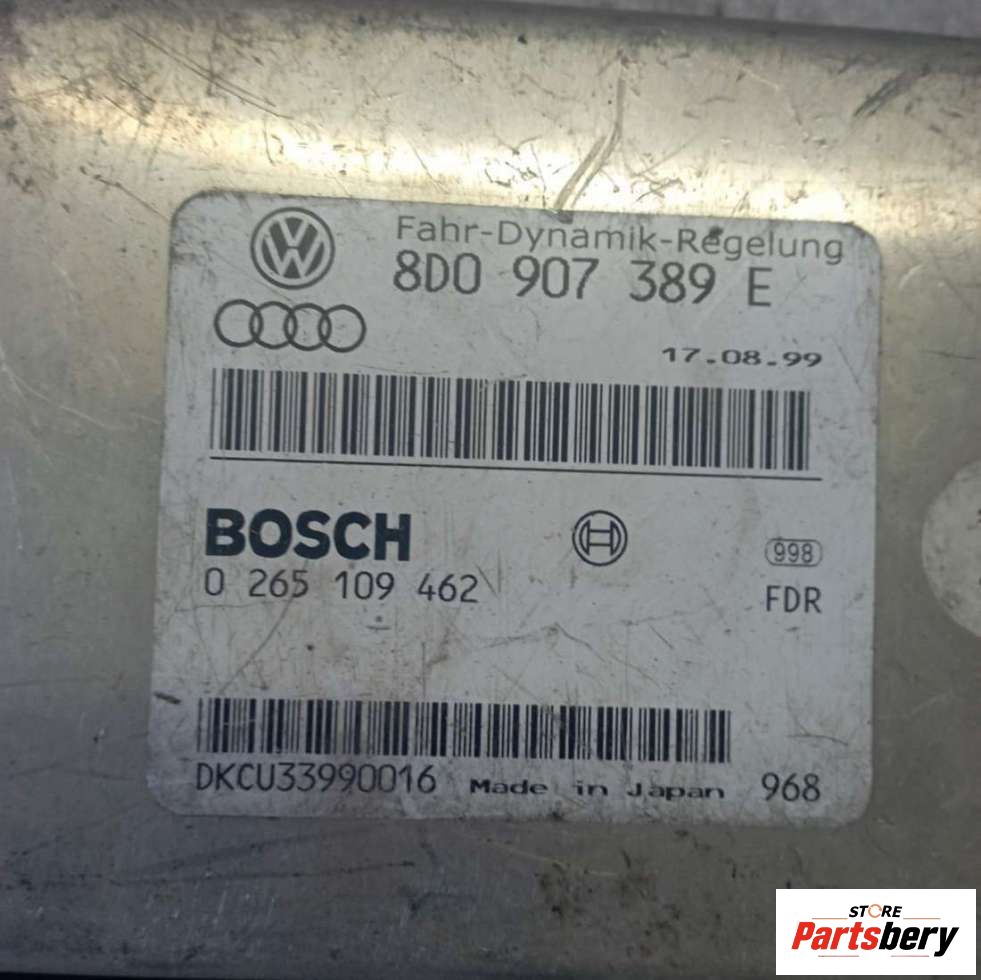 Fahr-Dynamik-Regelung
8D0 907 389 E
17.08.99
BOSCH
998
0 265 109 462
FDR
DKCU33990016 Made in Japan 968
STORE
Partsbery